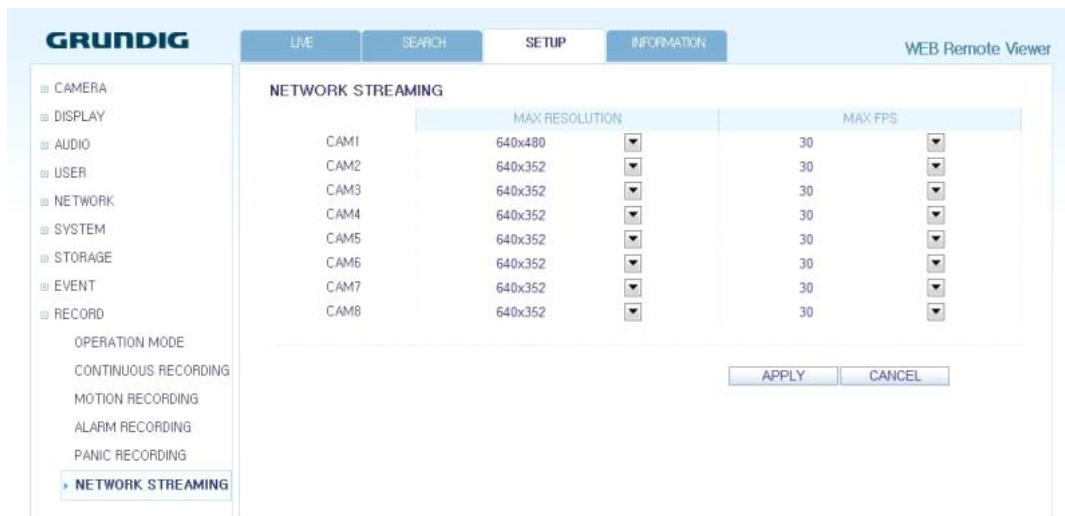 GRUNDIG
LIVE SEARCH SETUP INFORMATION
WEB Remote Viewer
CAMERA
DISPLAY
AUDIO
USER
NETWORK
SYSTEM
STORAGE
EVENT
RECORD
OPERATION MODE
CONTINUOUS RECORDING
MOTION RECORDING
ALARM RECORDING
PANIC RECORDING
NETWORK STREAMING
NETWORK STREAMING
MAX RESOLUTION MAX FPS
CAM1 640x480 30
CAM2 640x352 30
CAM3 640x352 30
CAM4 640x352 30
CAM5 640x352 30
CAM6 640x352 30
CAM7 640x352 30
CAM8 640x352 30
APPLY CANCEL